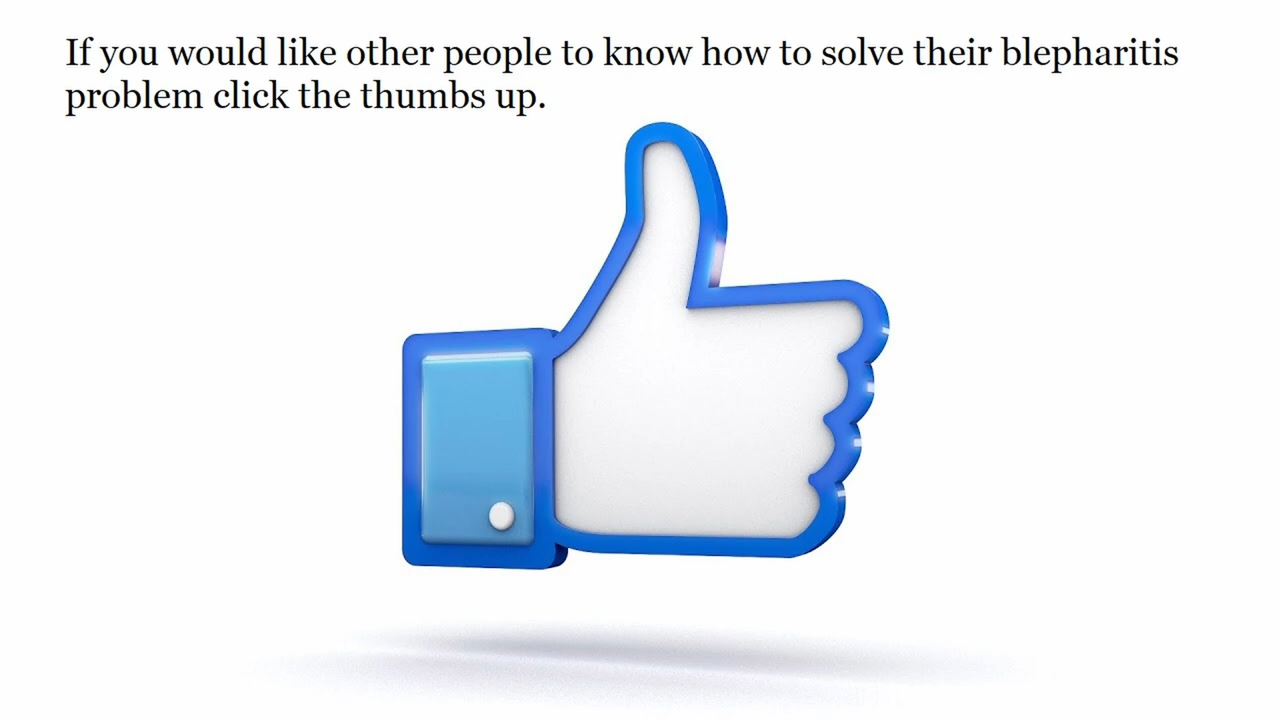 If you would like other people to know how to solve their blepharitis
problem click the thumbs up.